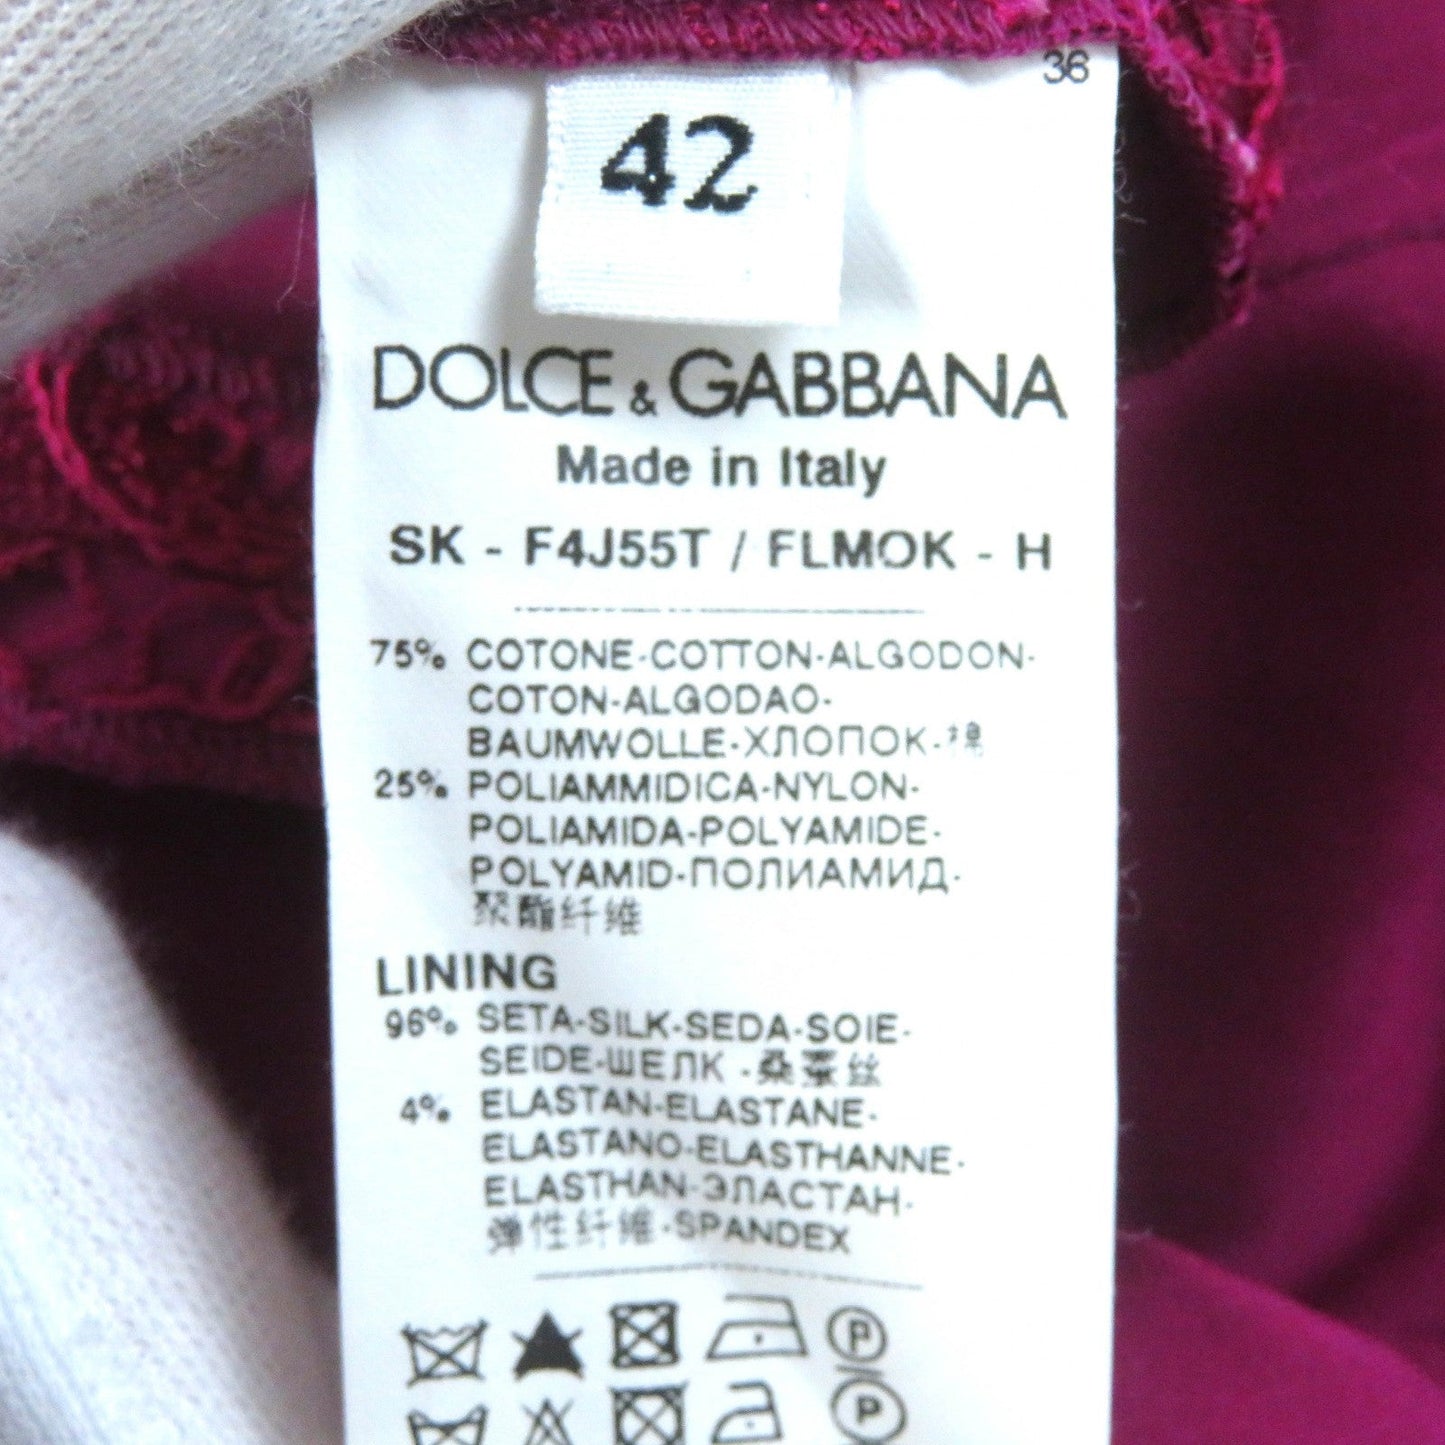 36
42
DOLCE & GABBANA
Made in Italy
SK - F4J55T / FLMOK - H
75% COTONE-COTTON-ALGODON-
COTON-ALGODAO-
BAUMWOLLE-ХЛОПОК-棉
25% POLIAMMIDICA-NYLON-
POLIAMIDA-POLYAMIDE-
POLYAMID-ПОЛИАМИД-
聚酯纤维
LINING
96% SETA-SILK-SEDA-SOIE-
SEIDE-ШЕЛК -桑蚕丝
4% ELASTAN-ELASTANE-
ELASTANO-ELASTHANNE-
ELASTHAN-ЭЛАСТАН-
弹性纤维-SPANDEX
P
P